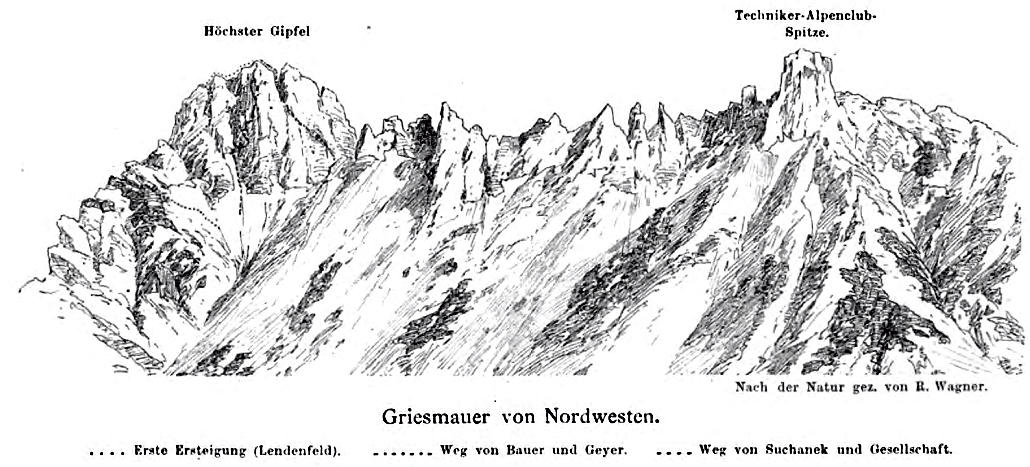 Höchster Gipfel
Techniker-Alpenclub-
Spitze.
Nach der Natur gez. von R. Wagner.
Griesmauer von Nordwesten.
.... Erste Ersteigung (Lendenfeld). ....... Weg von Bauer und Geyer. .... Weg von Suchanek und Gesellschaft.